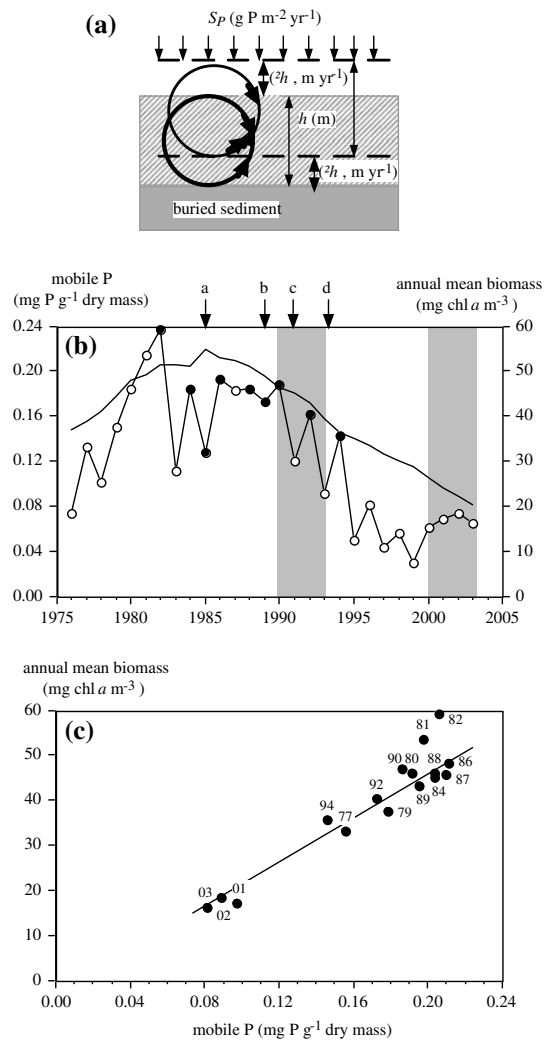 (a)
S_P (g P m-2 yr-1)
(²h , m yr-1)
h (m)
(²h , m yr-1)
buried sediment
mobile P
(mg P g-1 dry mass)
a b c d
annual mean biomass
(mg chl a m-3)
(b)
0.24
0.20
0.16
0.12
0.08
0.04
0.00
60
50
40
30
20
10
0
1975 1980 1985 1990 1995 2000 2005
annual mean biomass
(mg chl a m-3)
(c)
60
50
40
30
20
10
0
82
81
90 80 88 86
87
84
89
92
79
94
77
03 01
02
0.00 0.04 0.08 0.12 0.16 0.20 0.24
mobile P (mg P g-1 dry mass)